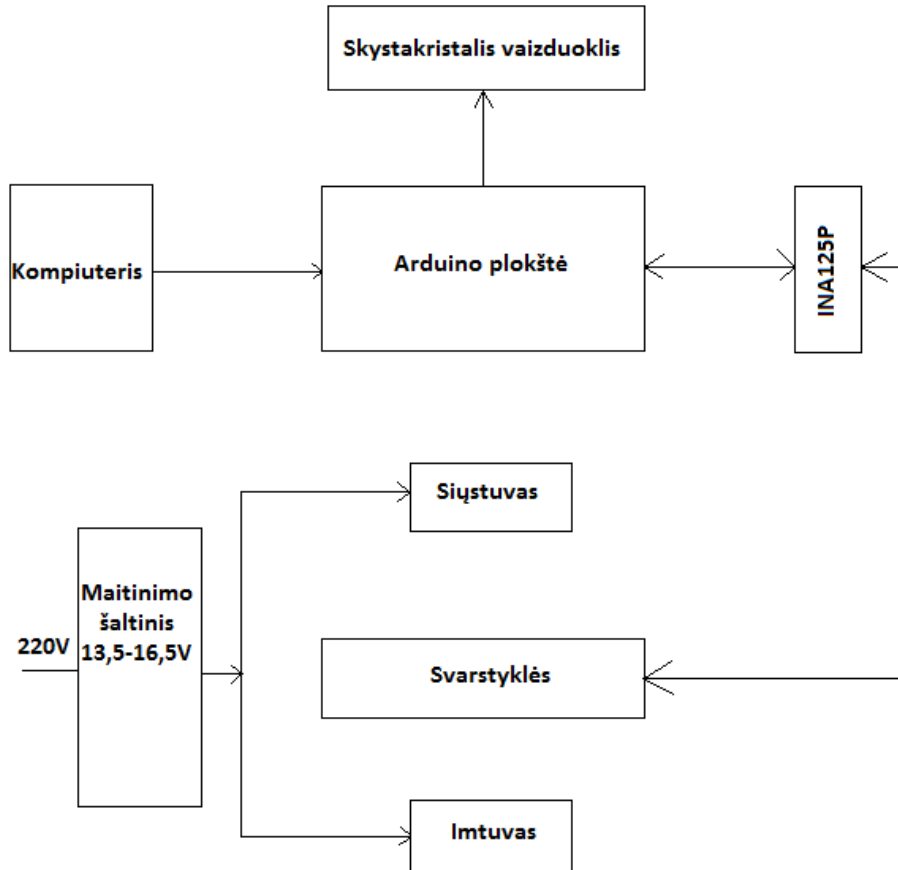 Skystakristalis vaizduoklis
Kompiuteris
Arduino plokštė
INA125P
Siųstuvas
Maitinimo
šaltinis
13,5-16,5V
220V
Svarstyklės
Imtuvas